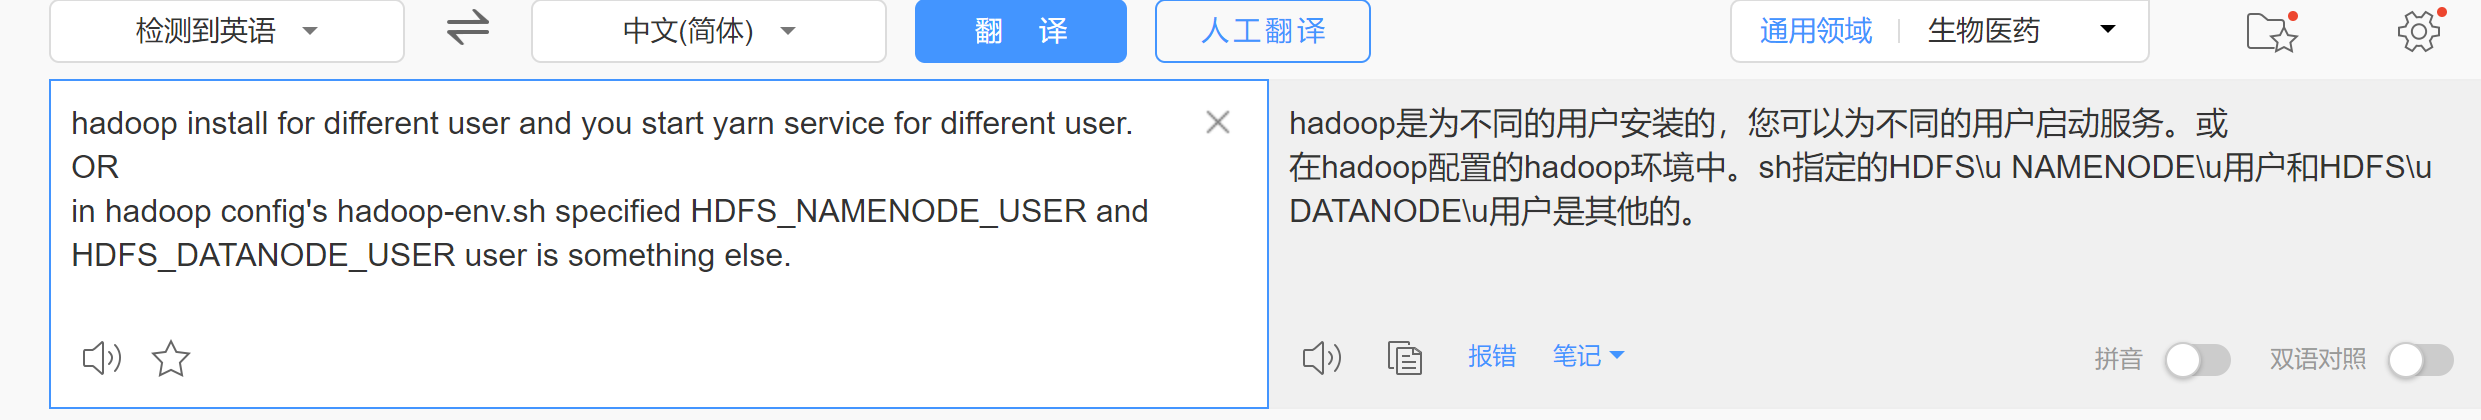 检测到英语
中文(简体)
翻 译
人工翻译
通用领域
生物医药
hadoop install for different user and you start yarn service for different user.
OR
in hadoop config's hadoop-env.sh specified HDFS_NAMENODE_USER and
HDFS_DATANODE_USER user is something else.
hadoop是为不同的用户安装的，您可以为不同的用户启动服务。或
在hadoop配置的hadoop环境中。sh指定的HDFS\u NAMENODE\u用户和HDFS\u
DATANODE\u用户是其他的。
报错
笔记
拼音
双语对照